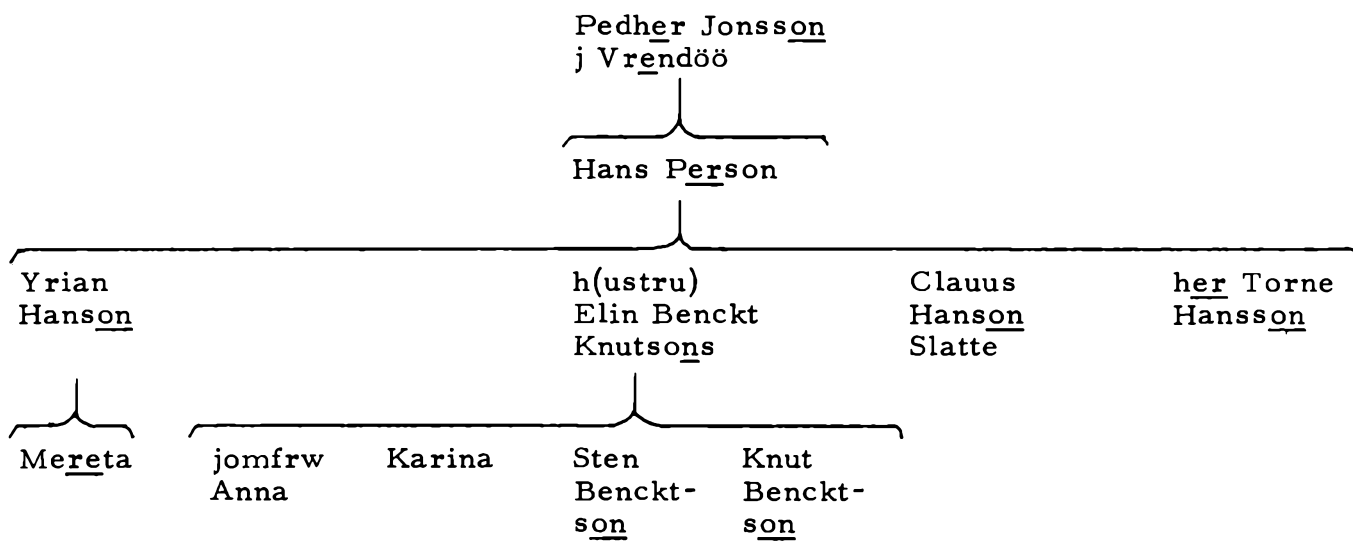 Pedher Jonsson
j Vrendöö
Hans Person
Yrian
Hanson
h(ustru)
Elin Benckt
Knutsons
Clauus
Hanson
Slatte
her Torne
Hansson
Mereta
jomfrw
Anna
Karina
Sten
Benckt-
son
Knut
Benckt-
son